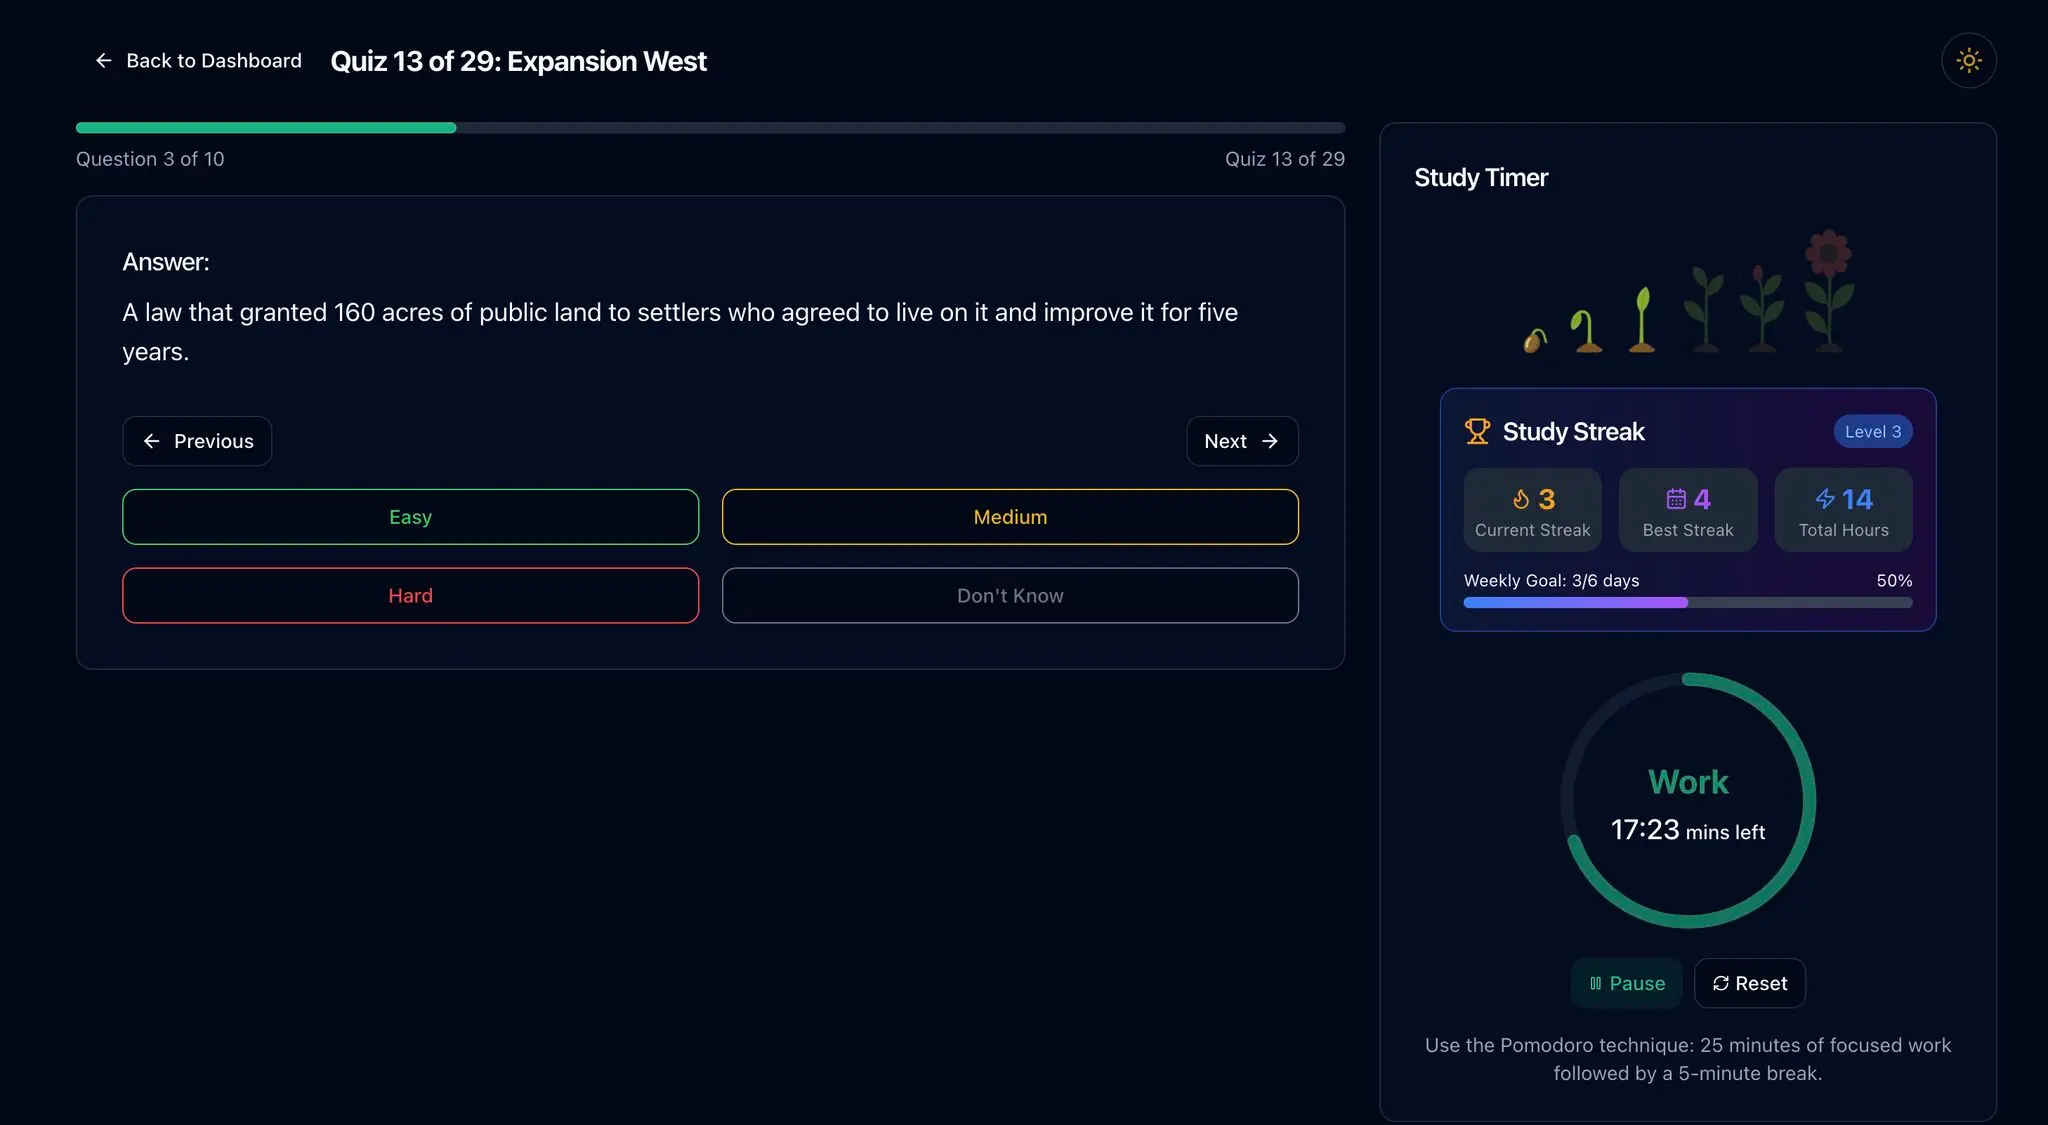 Back to Dashboard
Quiz 13 of 29: Expansion West
Question 3 of 10
Quiz 13 of 29
Answer:
A law that granted 160 acres of public land to settlers who agreed to live on it and improve it for five
years.
Previous
Next
Easy
Medium
Hard
Don't Know
Study Timer
Study Streak
Level 3
3
Current Streak
4
Best Streak
14
Total Hours
Weekly Goal: 3/6 days
50%
Work
17:23 mins left
Pause
Reset
Use the Pomodoro technique: 25 minutes of focused work
followed by a 5-minute break.